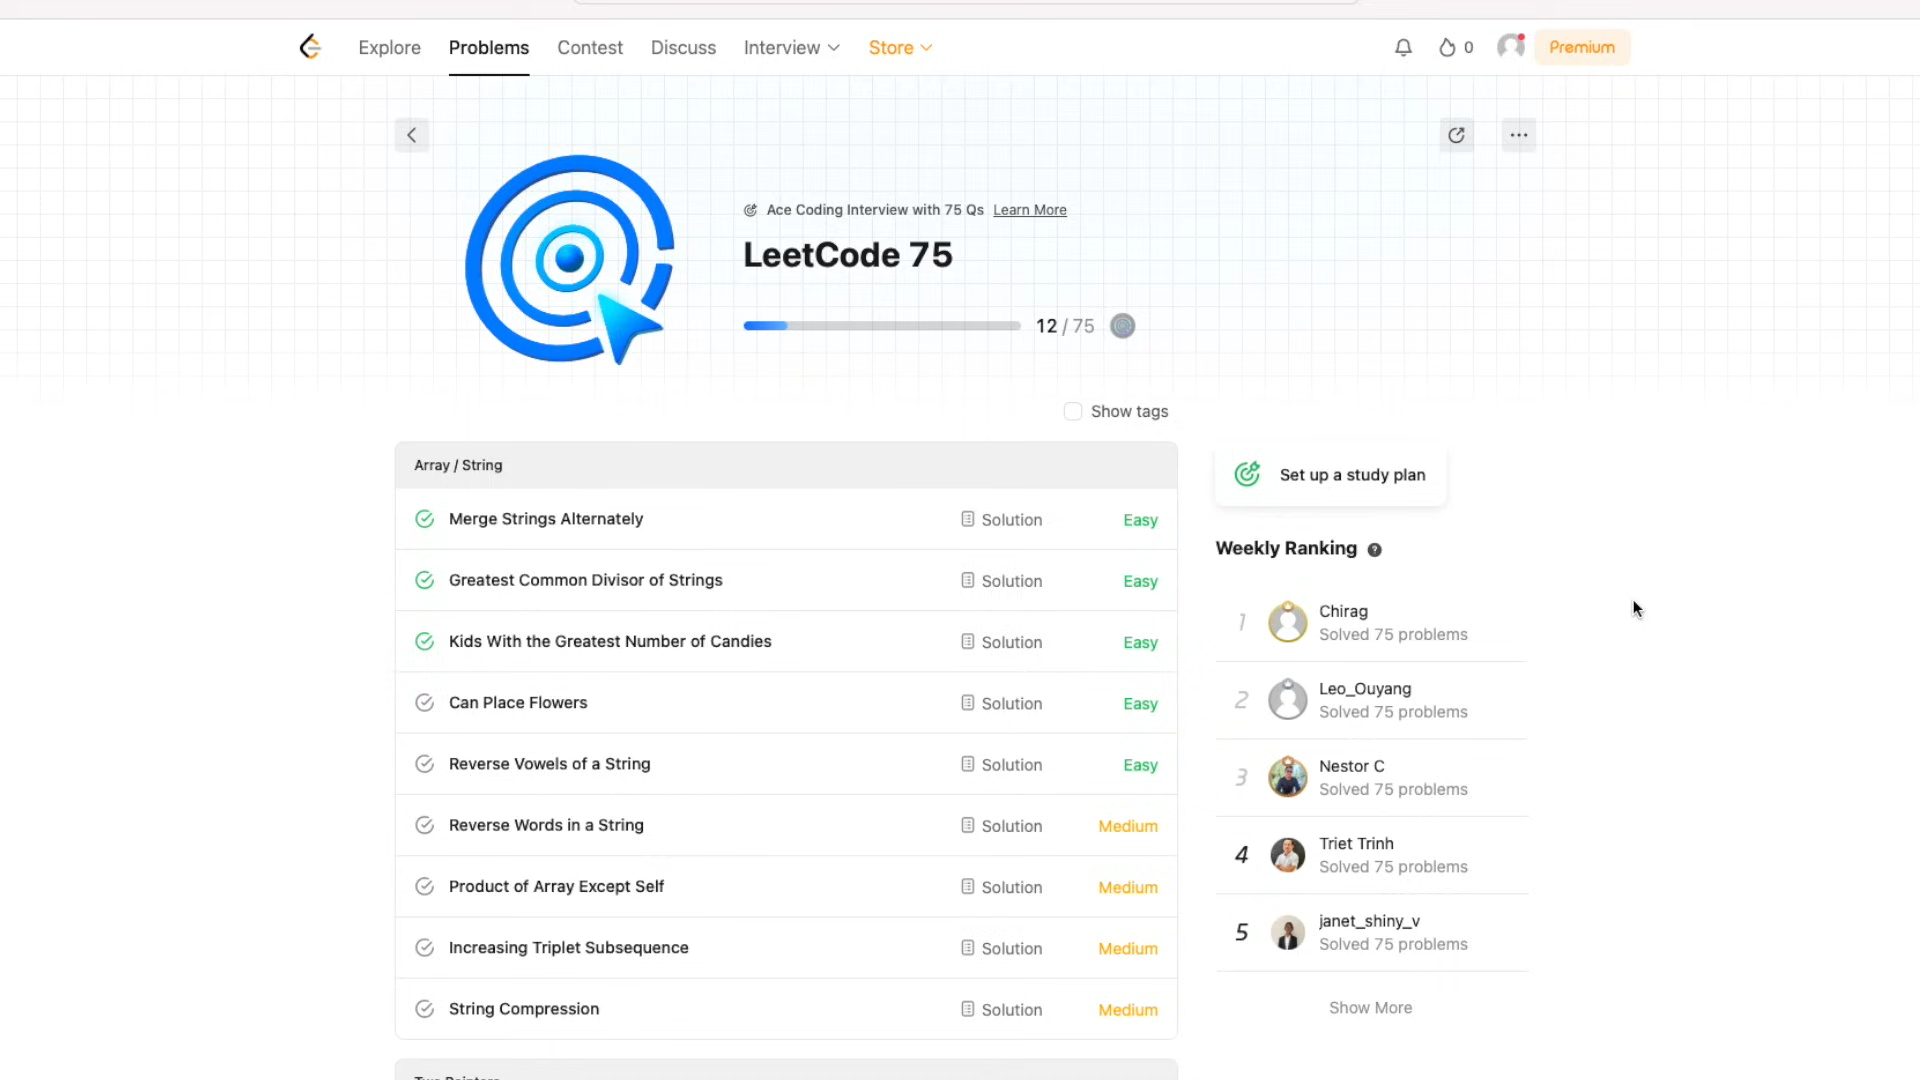 Explore
Problems
Contest
Discuss
Interview
Store
0
Premium
Ace Coding Interview with 75 Qs Learn More
LeetCode 75
12 / 75
Show tags
Array / String
Merge Strings Alternately Solution Easy
Greatest Common Divisor of Strings Solution Easy
Kids With the Greatest Number of Candies Solution Easy
Can Place Flowers Solution Easy
Reverse Vowels of a String Solution Easy
Reverse Words in a String Solution Medium
Product of Array Except Self Solution Medium
Increasing Triplet Subsequence Solution Medium
String Compression Solution Medium
Set up a study plan
Weekly Ranking ?
1 Chirag
Solved 75 problems
2 Leo_Ouyang
Solved 75 problems
3 Nestor C
Solved 75 problems
4 Triet Trinh
Solved 75 problems
5 janet_shiny_v
Solved 75 problems
Show More